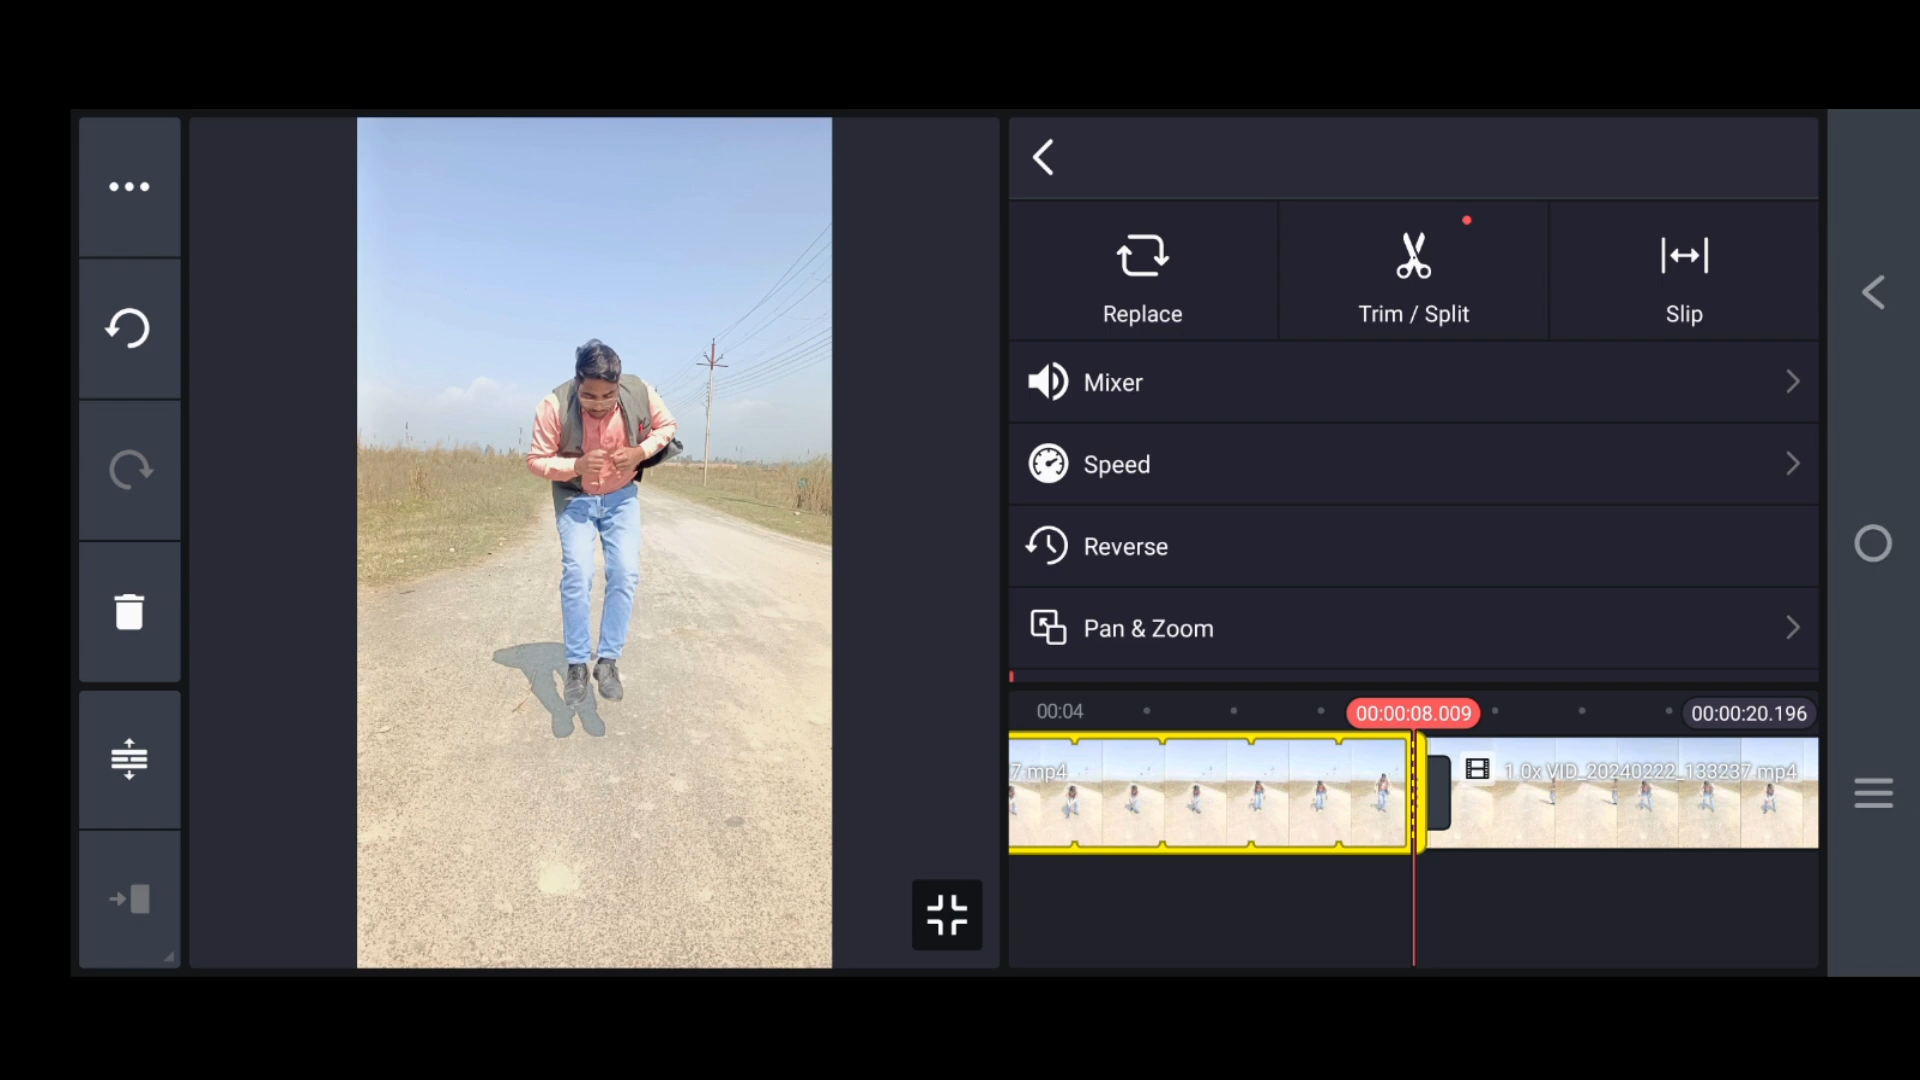 Replace
Trim / Split
Slip
Mixer
Speed
Reverse
Pan & Zoom
00:04
00:00:08.009
00:00:20.196
7.mp4
1.0x VID_20240222_133237.mp4